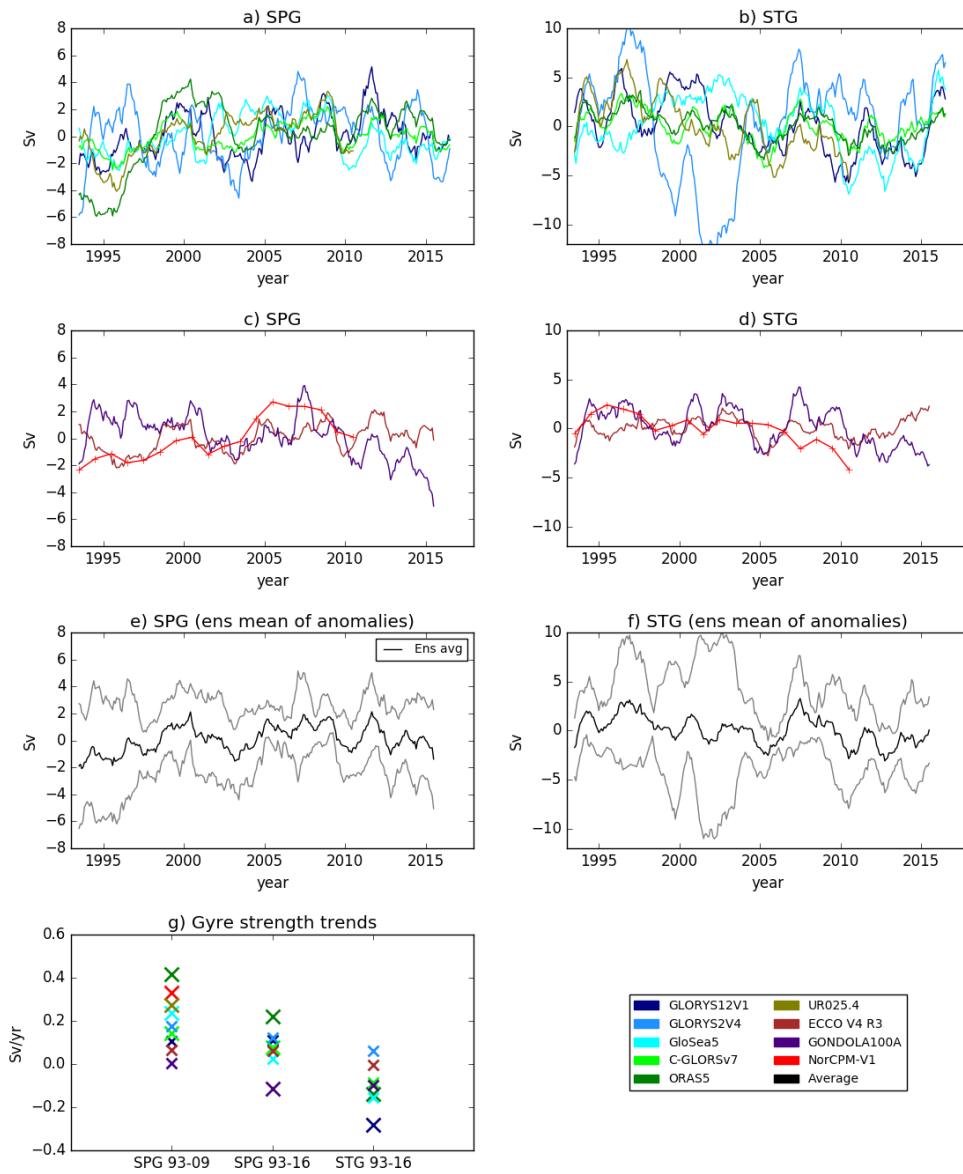 a) SPG
8
6
4
2
0
−2
−4
−6
−8
Sv
1995 2000 2005 2010 2015
year
b) STG
10
5
0
−5
−10
Sv
1995 2000 2005 2010 2015
year
c) SPG
8
6
4
2
0
−2
−4
−6
−8
Sv
1995 2000 2005 2010 2015
year
d) STG
10
5
0
−5
−10
Sv
1995 2000 2005 2010 2015
year
e) SPG (ens mean of anomalies)
Ens avg
8
6
4
2
0
−2
−4
−6
−8
Sv
1995 2000 2005 2010 2015
year
f) STG (ens mean of anomalies)
10
5
0
−5
−10
Sv
1995 2000 2005 2010 2015
year
g) Gyre strength trends
0.6
0.4
0.2
0.0
−0.2
−0.4
Sv/yr
SPG 93-09 SPG 93-16 STG 93-16
GLORYS12V1
GLORYS2V4
GloSea5
C-GLORSv7
ORAS5
UR025.4
ECCO V4 R3
GONDOLA100A
NorCPM-V1
Average